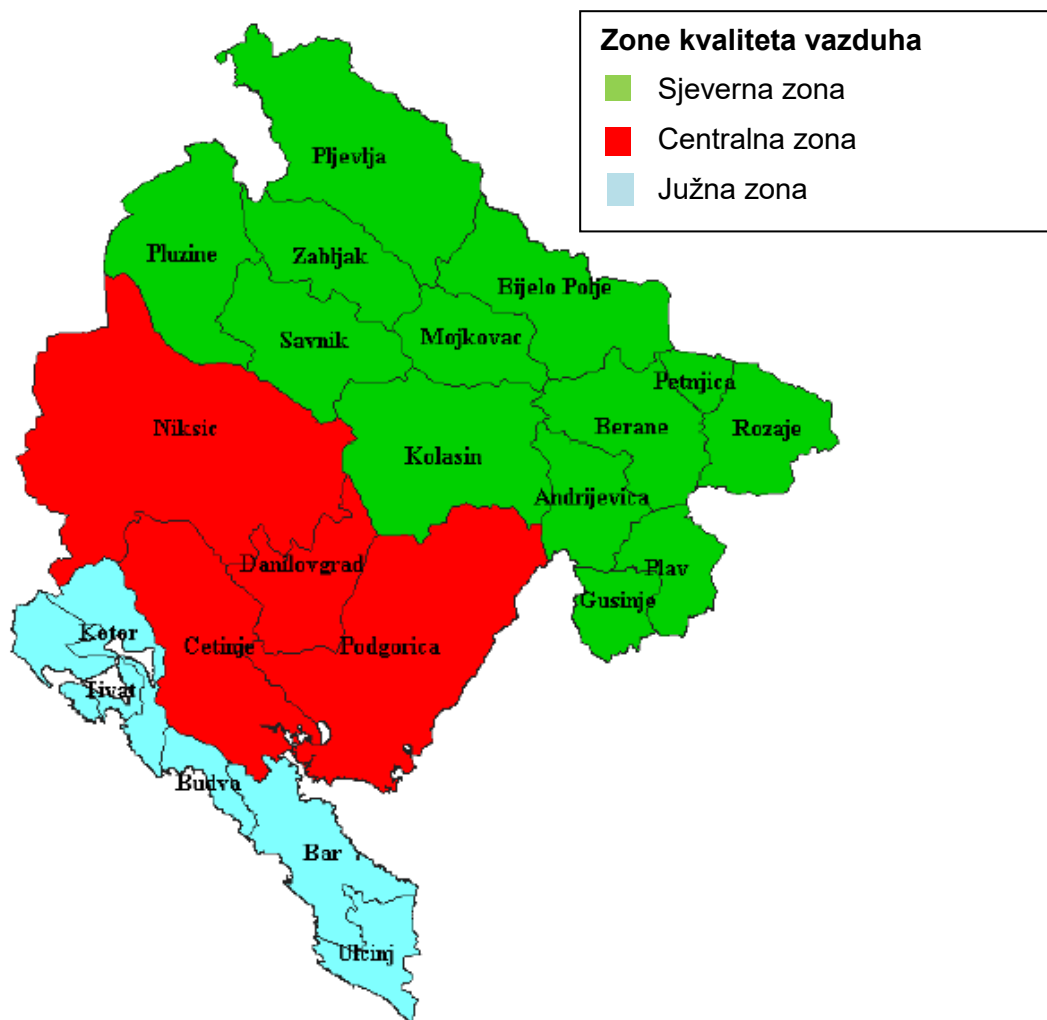 Zone kvaliteta vazduha
Sjeverna zona
Centralna zona
Južna zona
Pljevlja
Pluzine
Zabljak
Bijelo Polje
Savnik
Mojkovac
Petnjica
Niksic
Berane
Rozaje
Kolasin
Andrijevica
Danilovgrad
Plav
Gusinje
Kotor
Cetinje
Podgorica
Tivat
Budva
Bar
Ulcinj